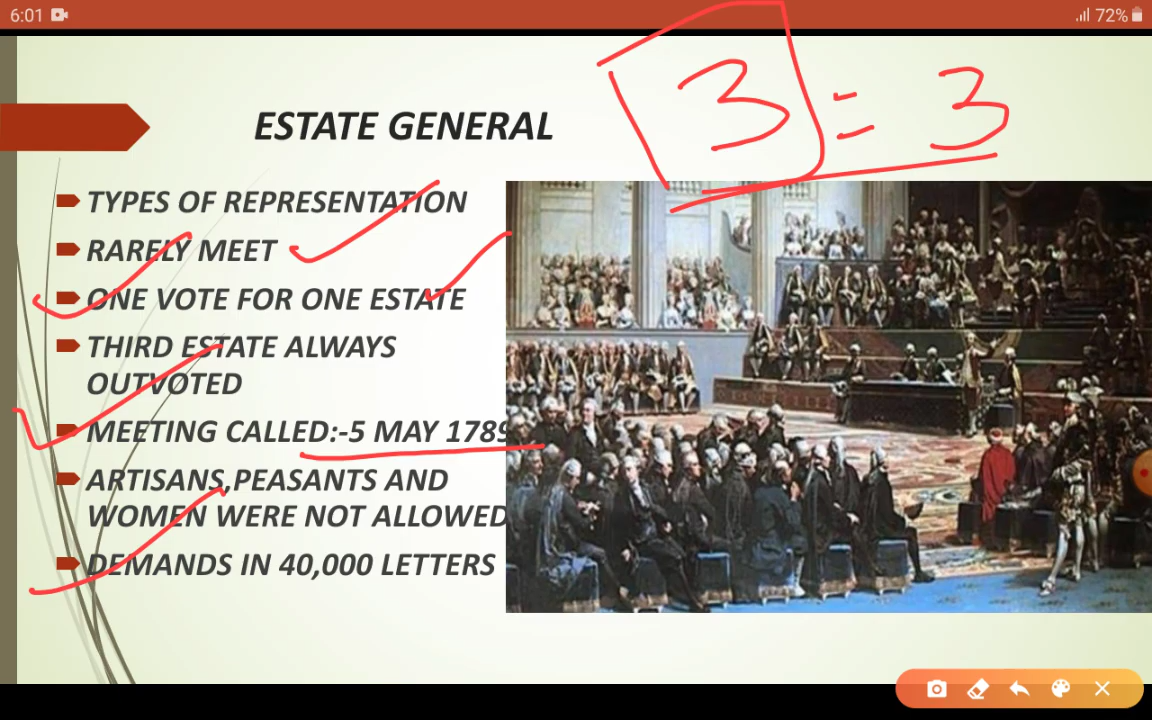 6:01
72%
3 = 3
ESTATE GENERAL
TYPES OF REPRESENTATION
RARELY MEET
ONE VOTE FOR ONE ESTATE
THIRD ESTATE ALWAYS
OUTVOTED
MEETING CALLED:-5 MAY 1789
ARTISANS,PEASANTS AND
WOMEN WERE NOT ALLOWED
DEMANDS IN 40,000 LETTERS